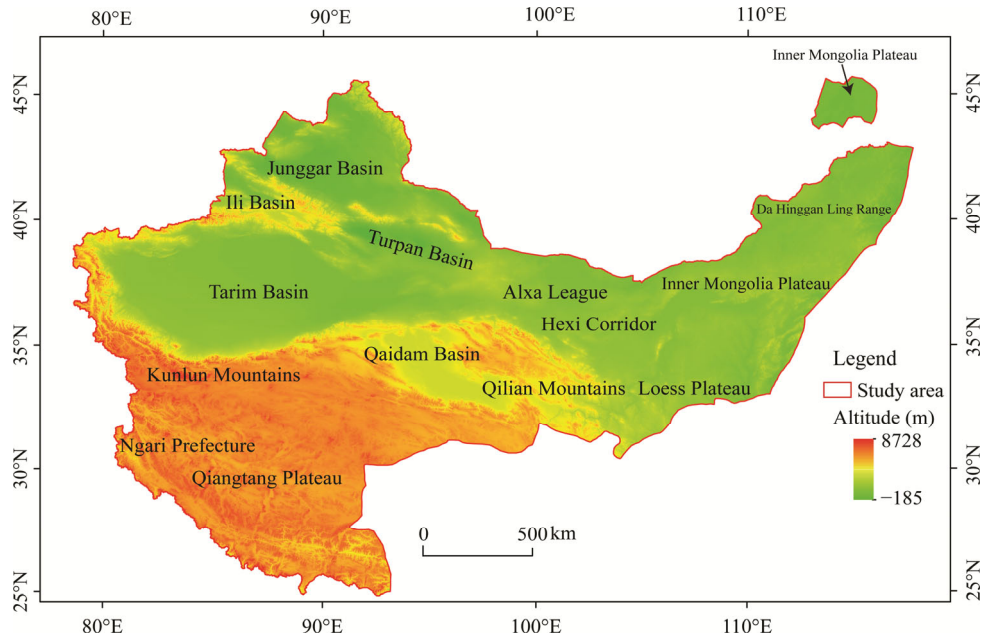 80°E 90°E 100°E 110°E
Inner Mongolia Plateau
45°N 45°N
Junggar Basin
Ili Basin
40°N 40°N
Da Hinggan Ling Range
Turpan Basin
Tarim Basin
Alxa League
Inner Mongolia Plateau
Hexi Corridor
35°N 35°N
Qaidam Basin
Legend
Kunlun Mountains
Qilian Mountains
Loess Plateau
Study area
Altitude (m)
8728
Ngari Prefecture
30°N 30°N
Qiangtang Plateau
−185
0 500 km
25°N 25°N
80°E 90°E 100°E 110°E